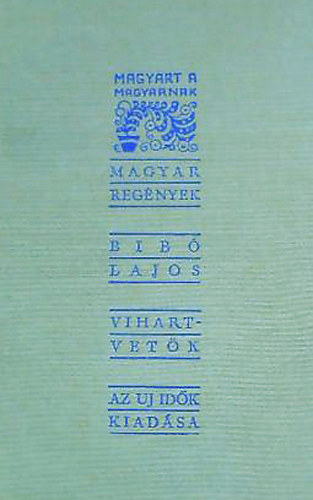 MAGYART A
MAGYARNAK
MAGYAR
REGÉNYEK
BIBÓ
LAJOS
VIHART-
VETŐK
AZ UJ IDŐK
KIADÁSA